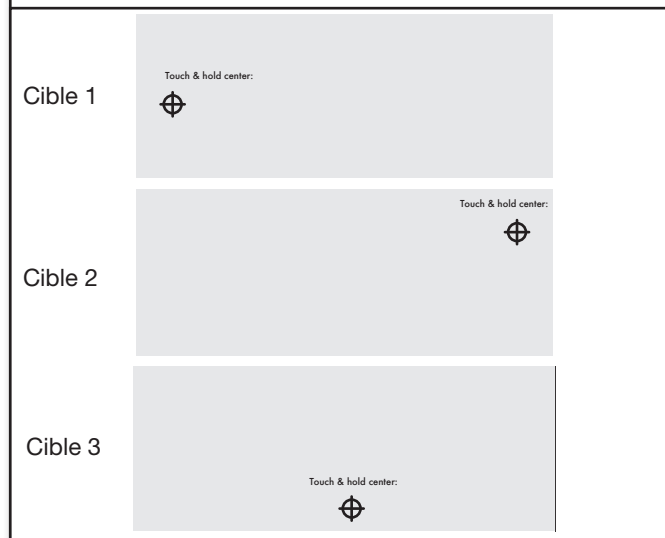 Cible 1
Touch & hold center:
Cible 2
Touch & hold center:
Cible 3
Touch & hold center: